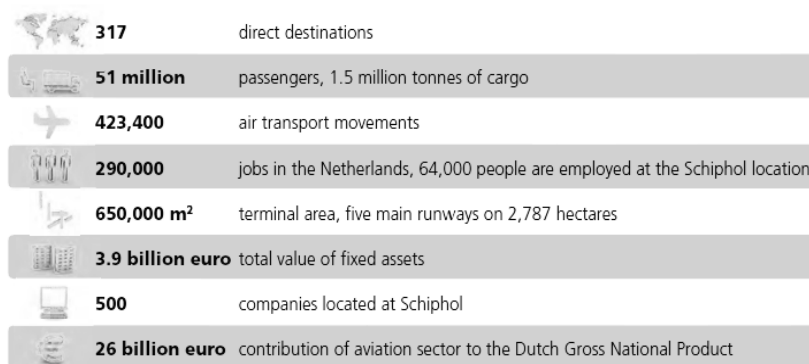 317 direct destinations
51 million passengers, 1.5 million tonnes of cargo
423,400 air transport movements
290,000 jobs in the Netherlands, 64,000 people are employed at the Schiphol location
650,000 m² terminal area, five main runways on 2,787 hectares
3.9 billion euro total value of fixed assets
500 companies located at Schiphol
26 billion euro contribution of aviation sector to the Dutch Gross National Product